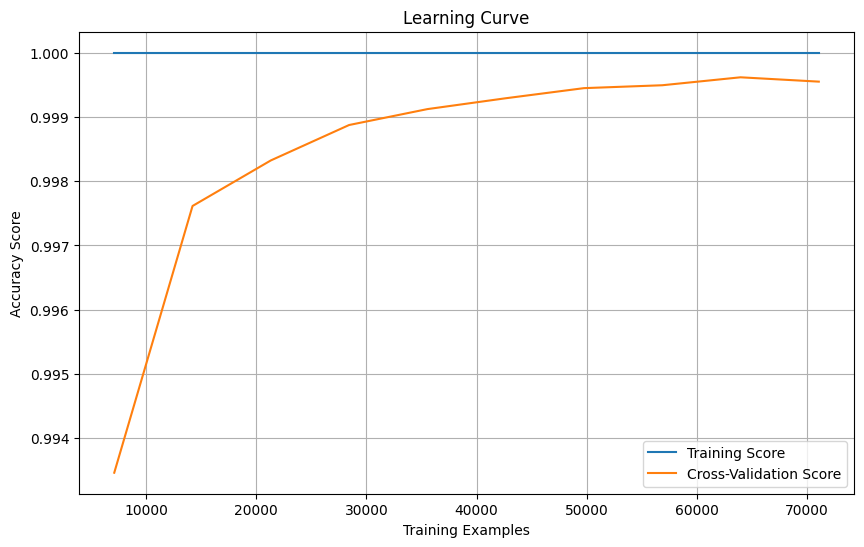 Learning Curve
1.000
0.999
0.998
0.997
0.996
0.995
0.994
Accuracy Score
Training Score
Cross-Validation Score
10000 20000 30000 40000 50000 60000 70000
Training Examples